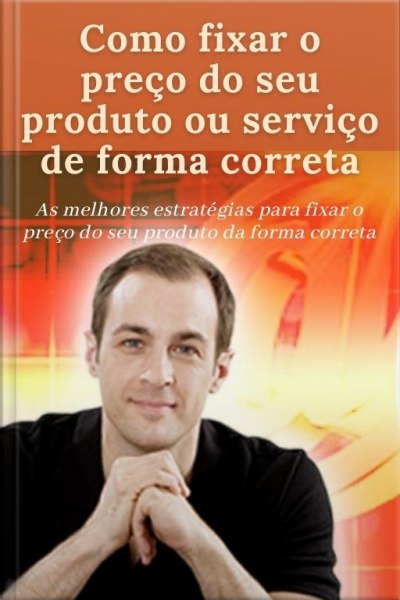 Como fixar o
preço do seu
produto ou serviço
de forma correta
As melhores estratégias para fixar o
preço do seu produto da forma correta